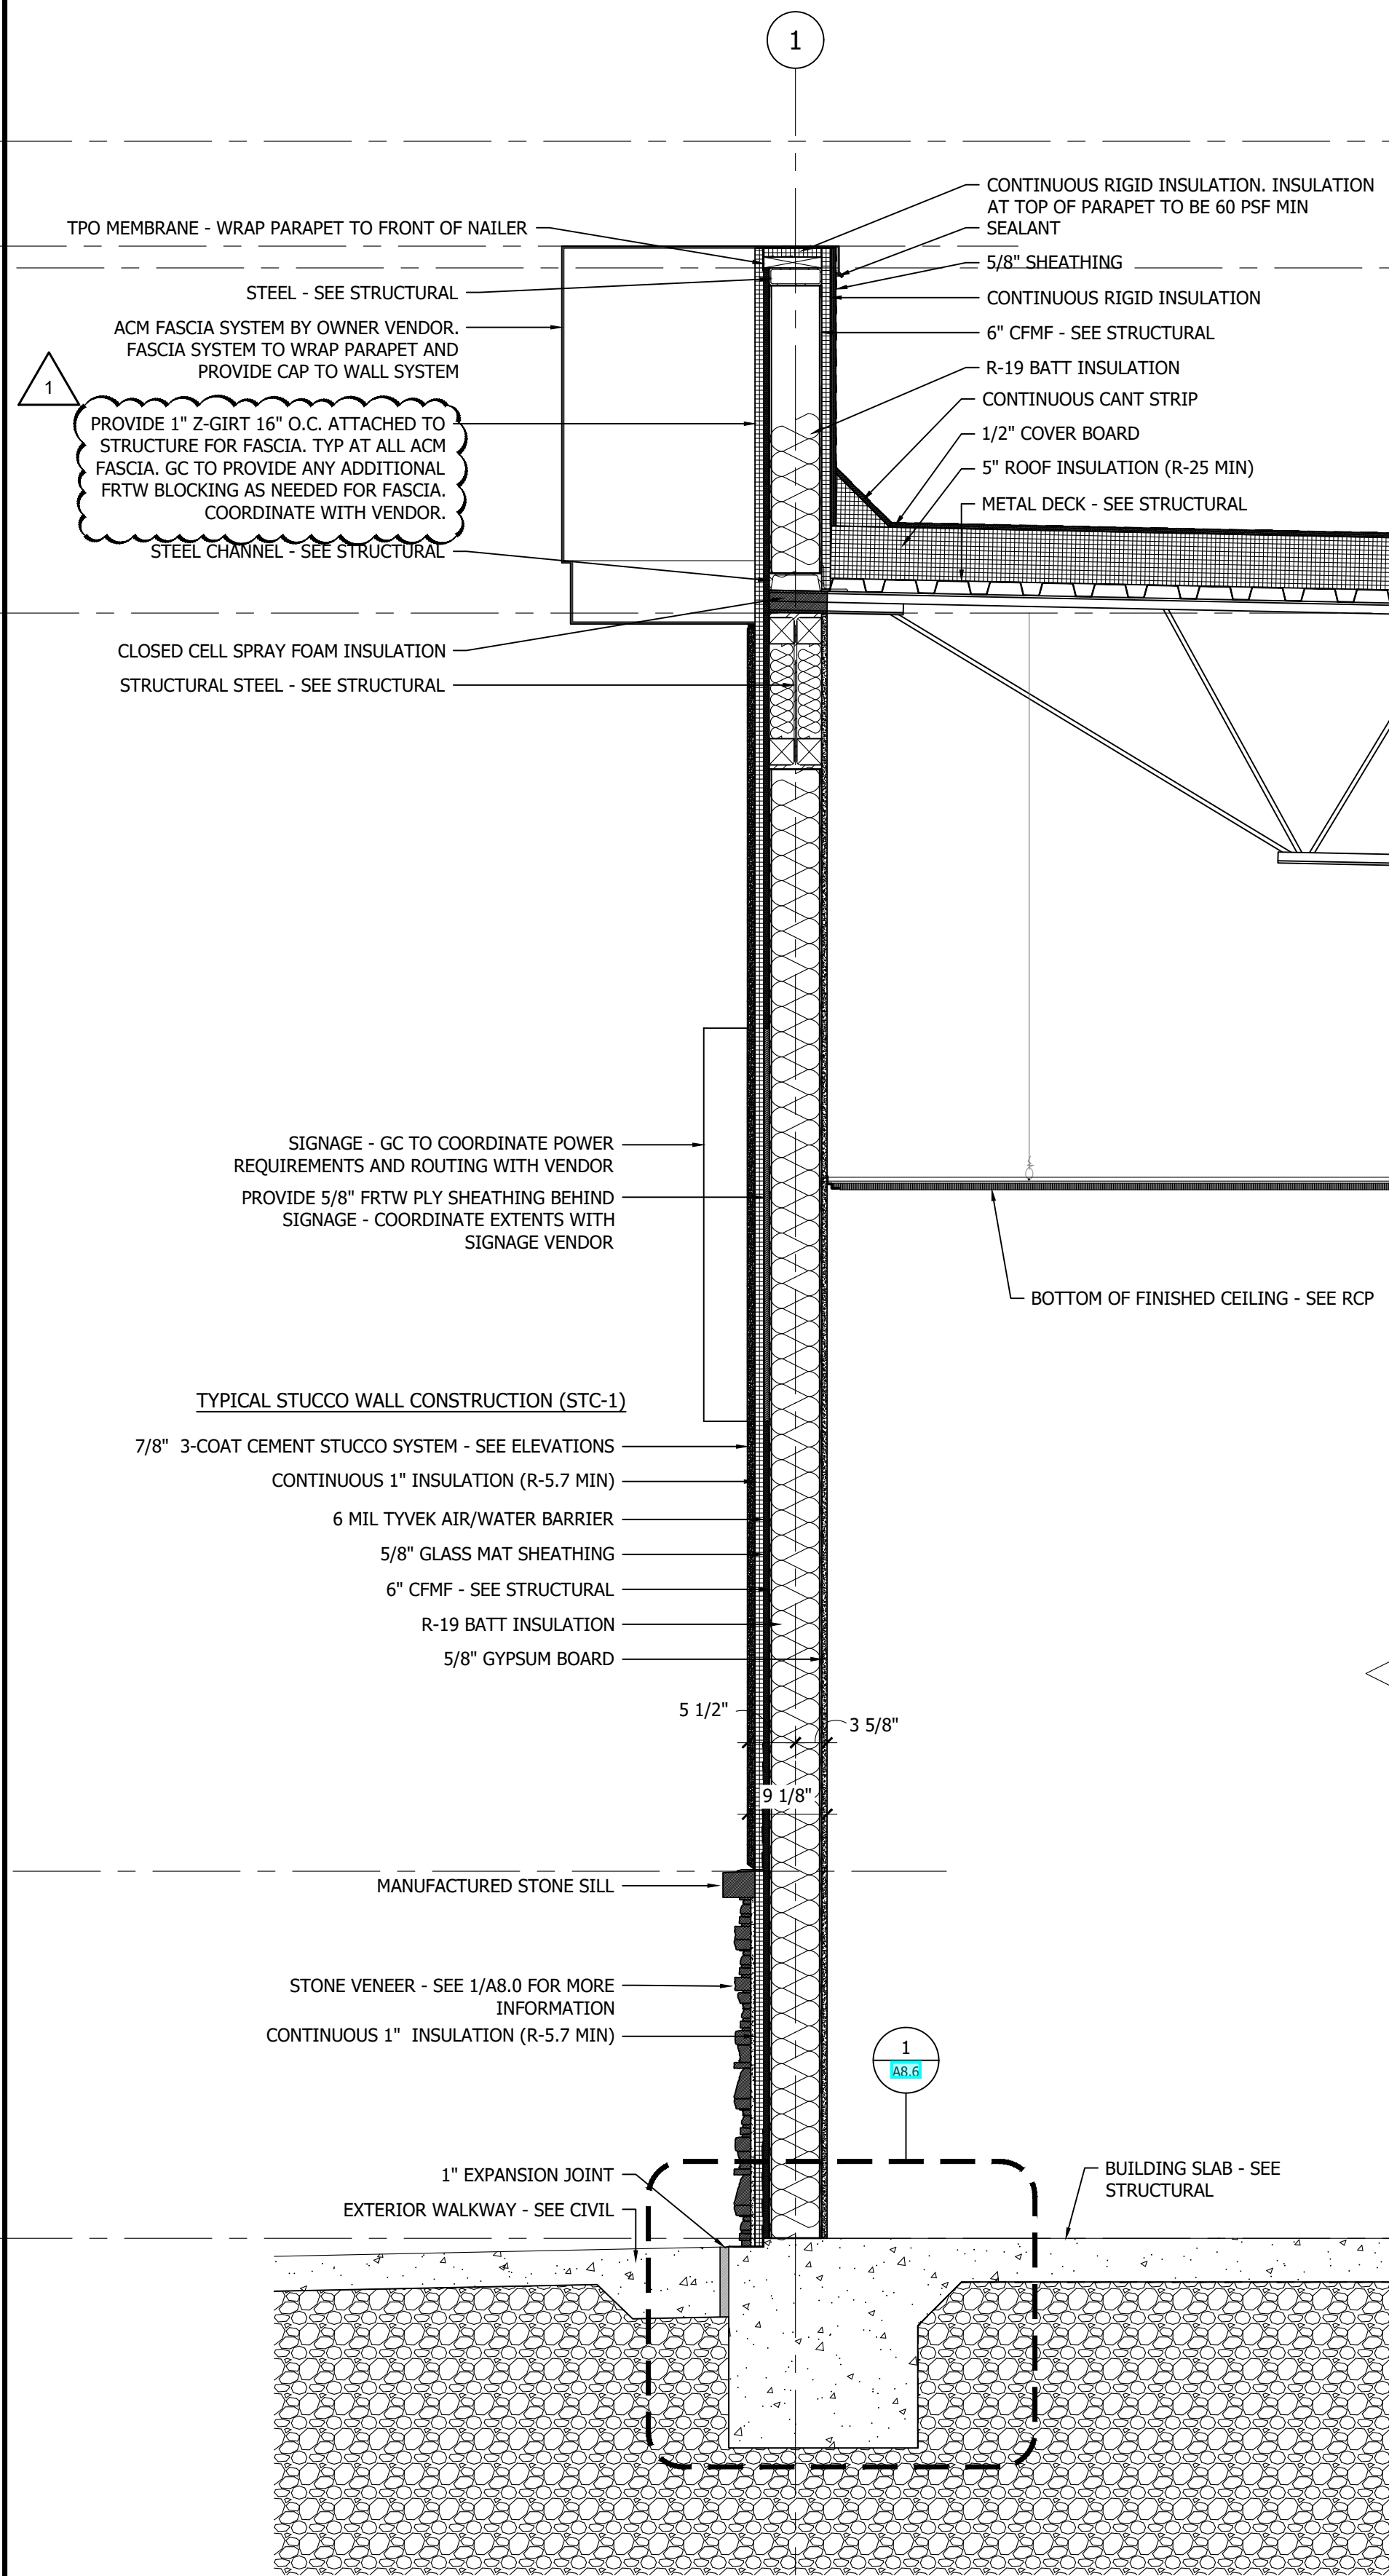 1
TPO MEMBRANE - WRAP PARAPET TO FRONT OF NAILER
STEEL - SEE STRUCTURAL
ACM FASCIA SYSTEM BY OWNER VENDOR.
FASCIA SYSTEM TO WRAP PARAPET AND
PROVIDE CAP TO WALL SYSTEM
1
PROVIDE 1" Z-GIRT 16" O.C. ATTACHED TO
STRUCTURE FOR FASCIA. TYP AT ALL ACM
FASCIA. GC TO PROVIDE ANY ADDITIONAL
FRTW BLOCKING AS NEEDED FOR FASCIA.
COORDINATE WITH VENDOR.
STEEL CHANNEL - SEE STRUCTURAL
CLOSED CELL SPRAY FOAM INSULATION
STRUCTURAL STEEL - SEE STRUCTURAL
CONTINUOUS RIGID INSULATION. INSULATION
AT TOP OF PARAPET TO BE 60 PSF MIN
SEALANT
5/8" SHEATHING
CONTINUOUS RIGID INSULATION
6" CFMF - SEE STRUCTURAL
R-19 BATT INSULATION
CONTINUOUS CANT STRIP
1/2" COVER BOARD
5" ROOF INSULATION (R-25 MIN)
METAL DECK - SEE STRUCTURAL
SIGNAGE - GC TO COORDINATE POWER
REQUIREMENTS AND ROUTING WITH VENDOR
PROVIDE 5/8" FRTW PLY SHEATHING BEHIND
SIGNAGE - COORDINATE EXTENTS WITH
SIGNAGE VENDOR
BOTTOM OF FINISHED CEILING - SEE RCP
TYPICAL STUCCO WALL CONSTRUCTION (STC-1)
7/8" 3-COAT CEMENT STUCCO SYSTEM - SEE ELEVATIONS
CONTINUOUS 1" INSULATION (R-5.7 MIN)
6 MIL TYVEK AIR/WATER BARRIER
5/8" GLASS MAT SHEATHING
6" CFMF - SEE STRUCTURAL
R-19 BATT INSULATION
5/8" GYPSUM BOARD
5 1/2"
3 5/8"
9 1/8"
MANUFACTURED STONE SILL
STONE VENEER - SEE 1/A8.0 FOR MORE
INFORMATION
CONTINUOUS 1" INSULATION (R-5.7 MIN)
1
A8.6
1" EXPANSION JOINT
EXTERIOR WALKWAY - SEE CIVIL
BUILDING SLAB - SEE
STRUCTURAL